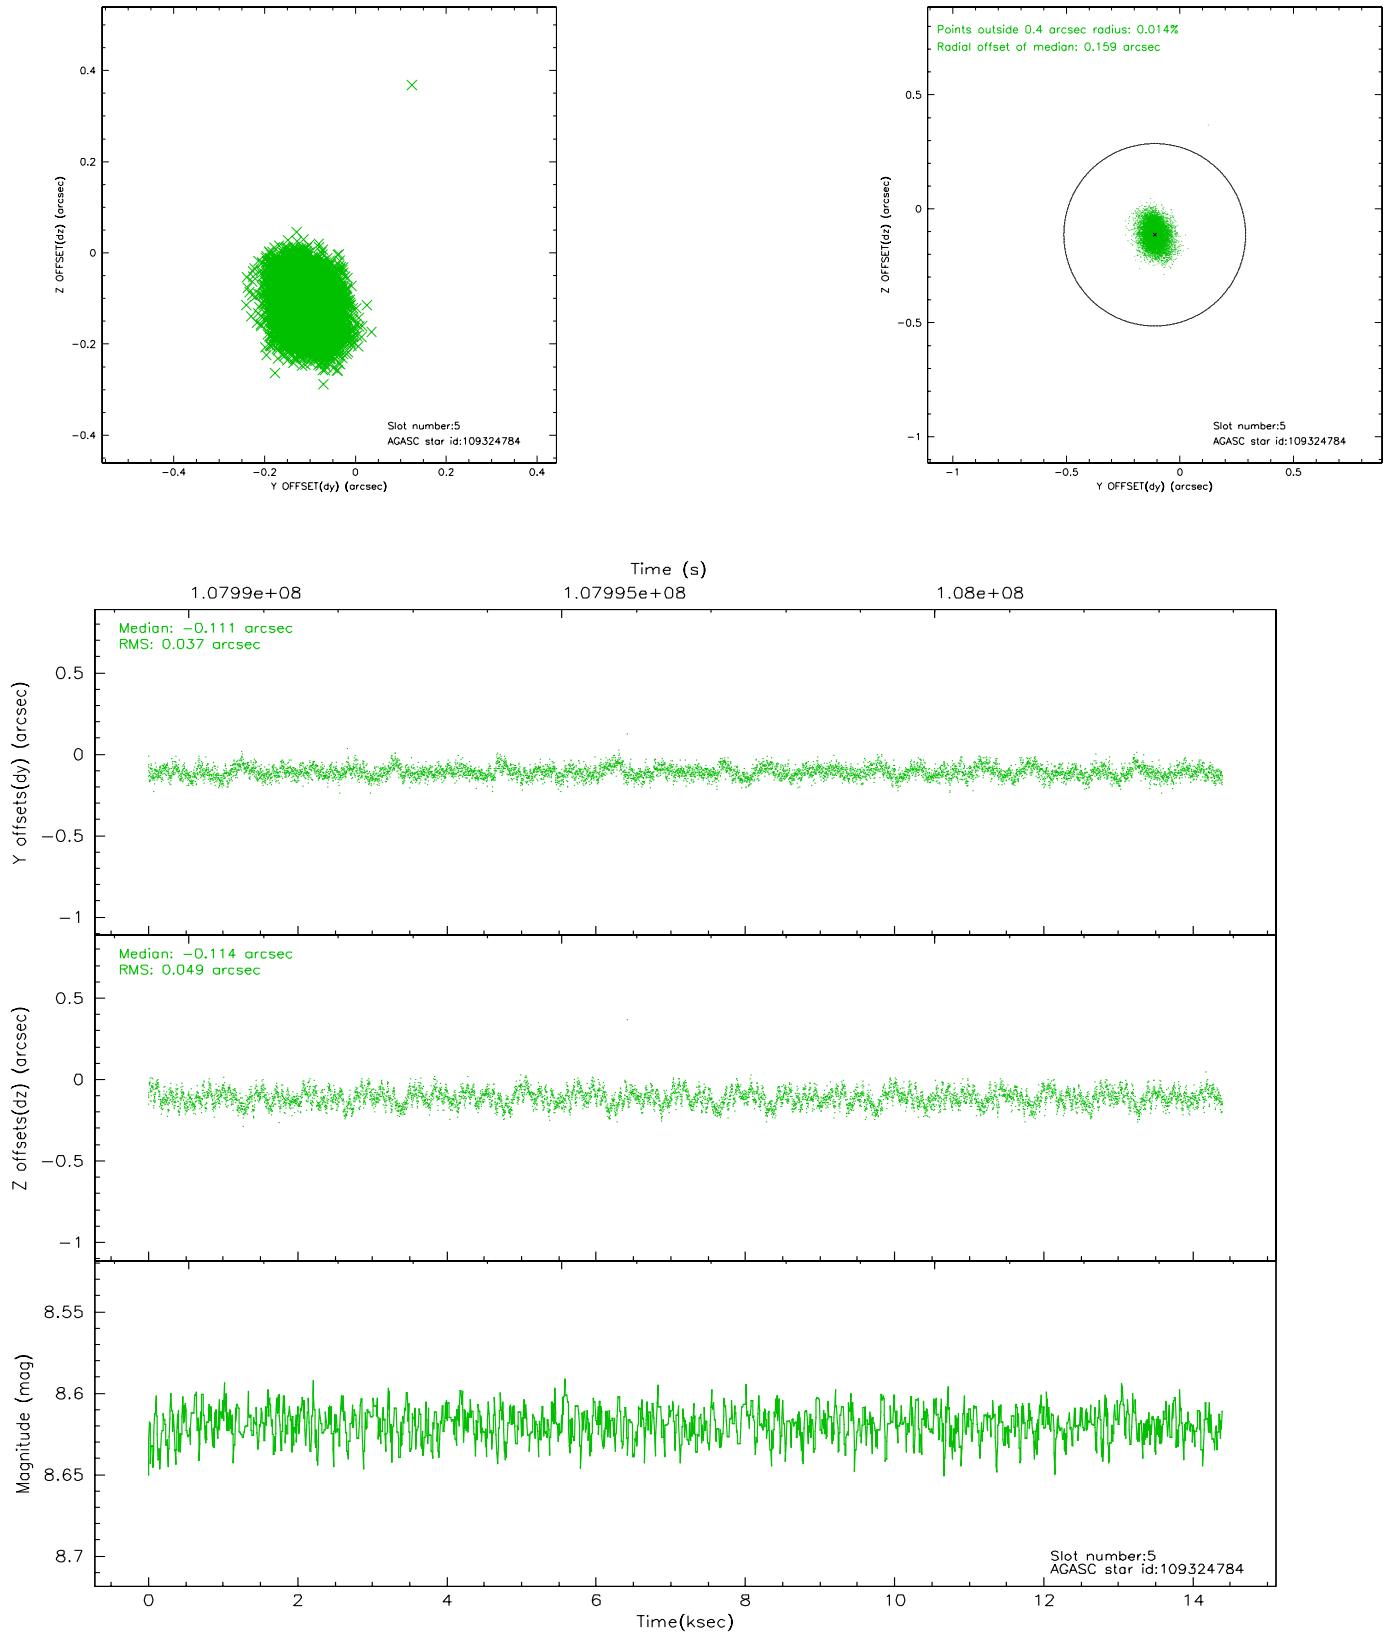 0.4
0.2
0
−0.2
−0.4
Z OFFSET(dz) (arcsec)
−0.4 −0.2 0 0.2 0.4
Y OFFSET(dy) (arcsec)
Slot number:5
AGASC star id:109324784
Points outside 0.4 arcsec radius: 0.014%
Radial offset of median: 0.159 arcsec
0.5
0
−0.5
−1
Z OFFSET(dz) (arcsec)
−1 −0.5 0 0.5
Y OFFSET(dy) (arcsec)
Slot number:5
AGASC star id:109324784
Time (s)
1.0799e+08 1.07995e+08 1.08e+08
Median: −0.111 arcsec
RMS: 0.037 arcsec
0.5
0
−0.5
−1
Y offsets(dy) (arcsec)
Median: −0.114 arcsec
RMS: 0.049 arcsec
0.5
0
−0.5
−1
Z offsets(dz) (arcsec)
8.55
8.6
8.65
8.7
Magnitude (mag)
Slot number:5
AGASC star id:109324784
0 2 4 6 8 10 12 14
Time(ksec)